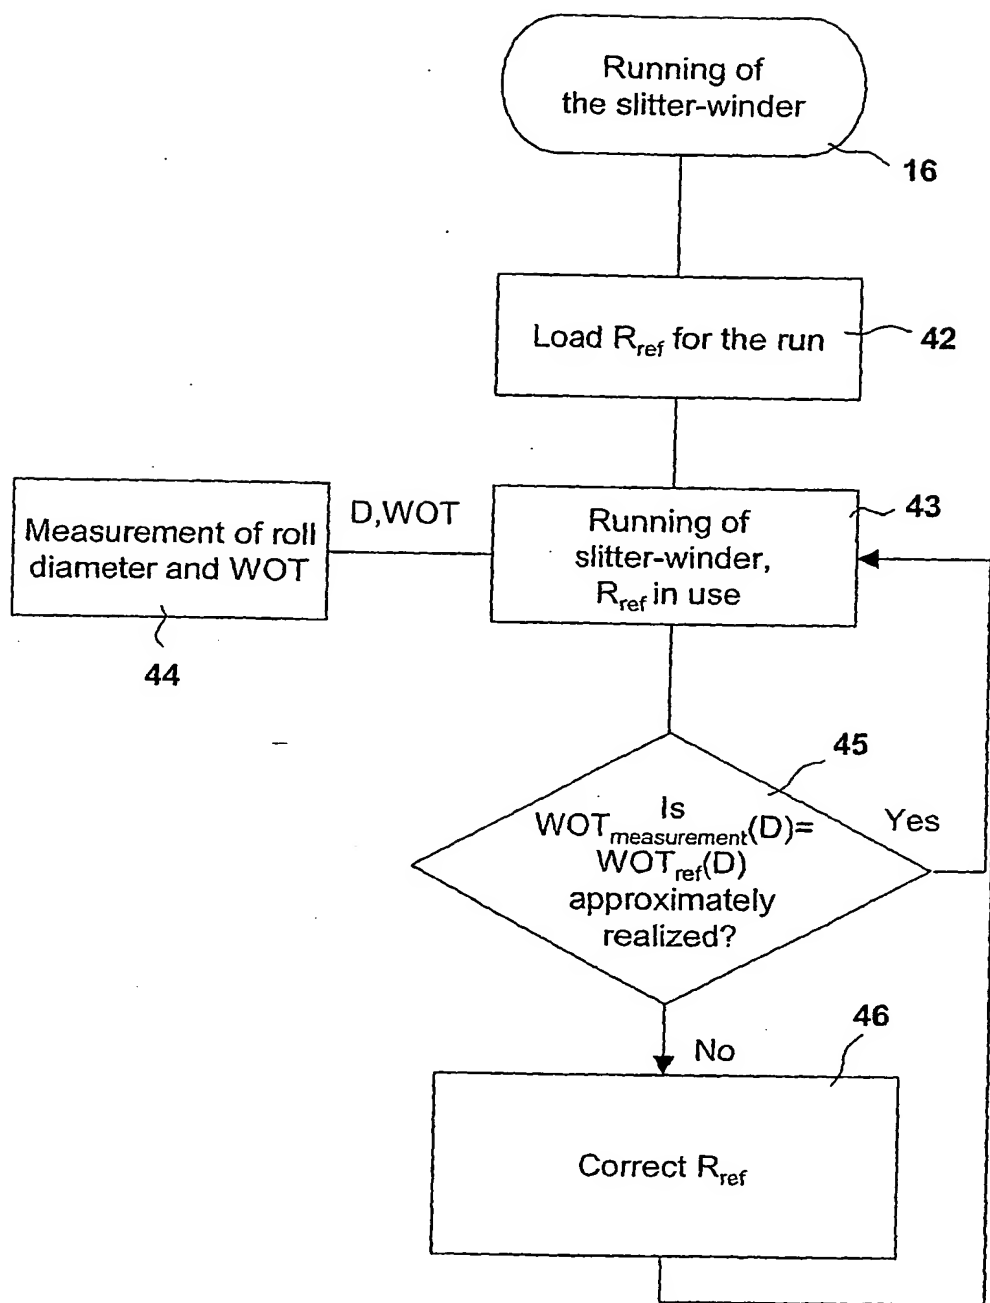 Running of
the slitter-winder
16
Load R_ref for the run
42
Measurement of roll
diameter and WOT
44
D,WOT
Running of
slitter-winder,
R_ref in use
43
45
Is
WOT_measurement(D)=
WOT_ref(D)
approximately
realized?
Yes
No
46
Correct R_ref